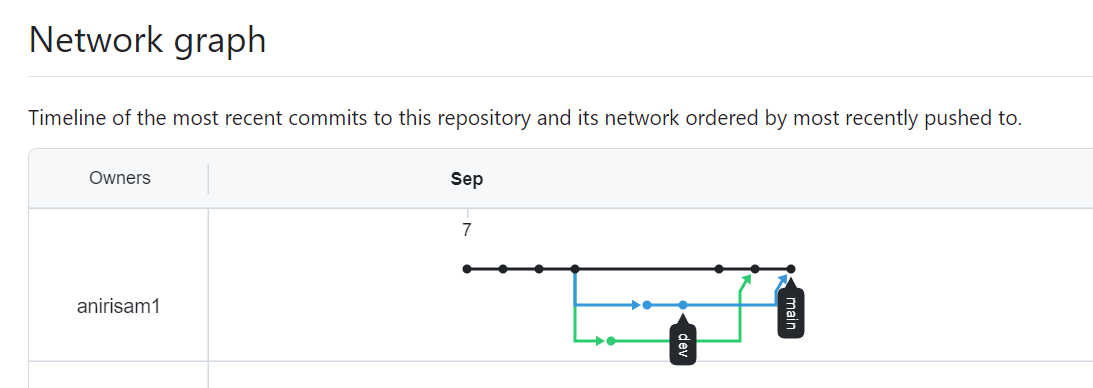 Network graph
Timeline of the most recent commits to this repository and its network ordered by most recently pushed to.
Owners
Sep
7
anirisam1
main
dev